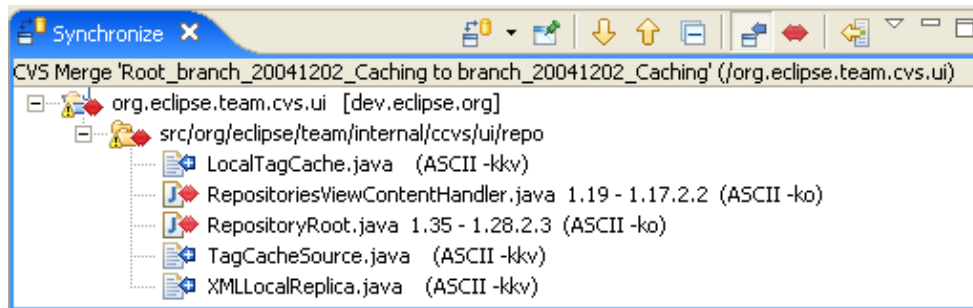 Synchronize
CVS Merge 'Root_branch_20041202_Caching to branch_20041202_Caching' (/org.eclipse.team.cvs.ui)
org.eclipse.team.cvs.ui [dev.eclipse.org]
src/org/eclipse/team/internal/ccvs/ui/repo
LocalTagCache.java (ASCII -kkv)
RepositoriesViewContentHandler.java 1.19 - 1.17.2.2 (ASCII -ko)
RepositoryRoot.java 1.35 - 1.28.2.3 (ASCII -ko)
TagCacheSource.java (ASCII -kkv)
XMLLocalReplica.java (ASCII -kkv)